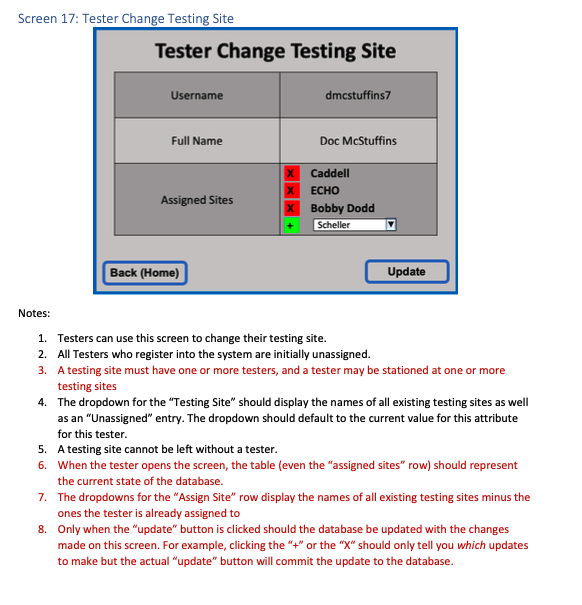 Screen 17: Tester Change Testing Site
Tester Change Testing Site
Username dmcstuffins7
Full Name Doc McStuffins
Assigned Sites
X Caddell
X ECHO
X Bobby Dodd
+ Scheller
Back (Home) Update
Notes:
1. Testers can use this screen to change their testing site.
2. All Testers who register into the system are initially unassigned.
3. A testing site must have one or more testers, and a tester may be stationed at one or more
testing sites
4. The dropdown for the “Testing Site” should display the names of all existing testing sites as well
as an “Unassigned” entry. The dropdown should default to the current value for this attribute
for this tester.
5. A testing site cannot be left without a tester.
6. When the tester opens the screen, the table (even the “assigned sites” row) should represent
the current state of the database.
7. The dropdowns for the “Assign Site” row display the names of all existing testing sites minus the
ones the tester is already assigned to
8. Only when the “update” button is clicked should the database be updated with the changes
made on this screen. For example, clicking the “+” or the “X” should only tell you which updates
to make but the actual “update” button will commit the update to the database.